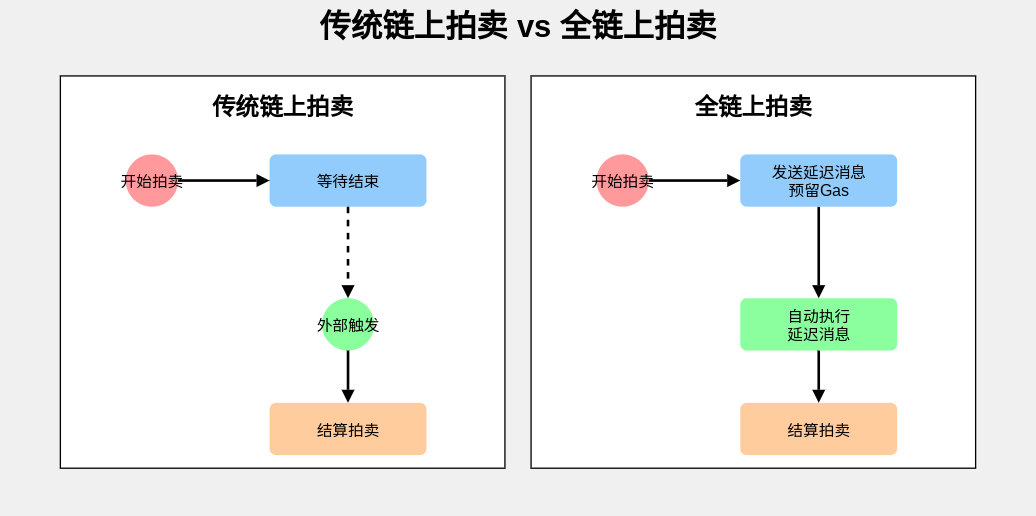 传统链上拍卖 vs 全链上拍卖
传统链上拍卖
开始拍卖
等待结束
外部触发
结算拍卖
全链上拍卖
开始拍卖
发送延迟消息
预留Gas
自动执行
延迟消息
结算拍卖